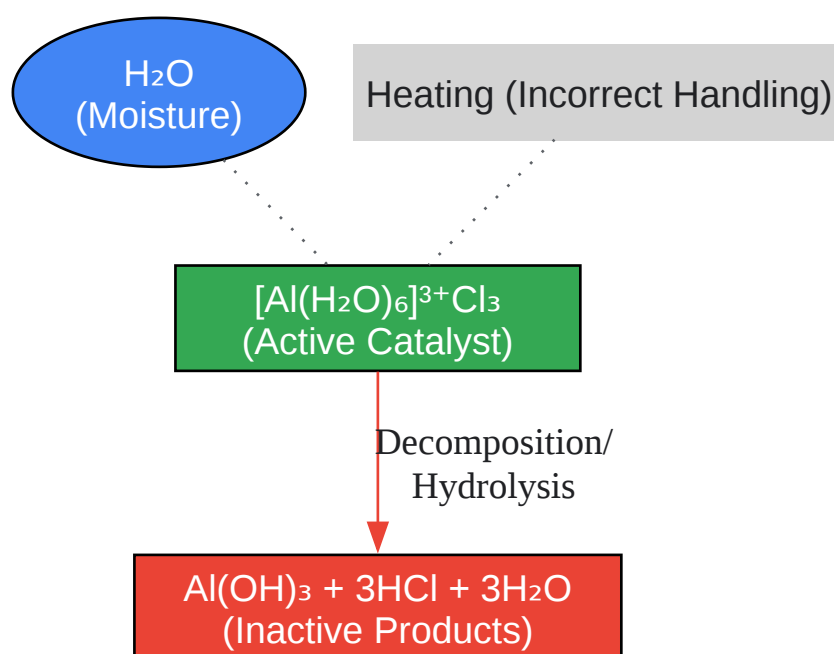 H₂O
(Moisture)
Heating (Incorrect Handling)
[Al(H₂O)₆]³⁺Cl₃
(Active Catalyst)
Decomposition/
Hydrolysis
Al(OH)₃ + 3HCl + 3H₂O
(Inactive Products)